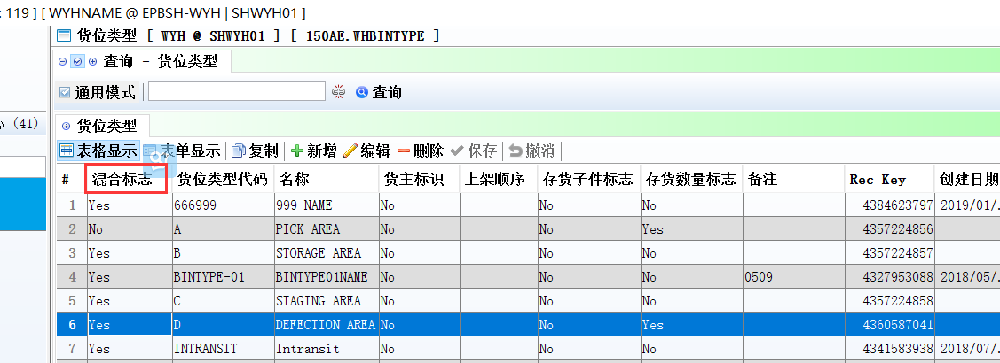 : 119 ] [ WYHNAME @ EPBSH-WYH | SHWYH01 ]
货位类型 [ WYH @ SHWYH01 ] [ 150AE.WHBINTYPE ]
查询 - 货位类型
通用模式 查询
(41)
货位类型
表格显示 表单显示 复制 新增 编辑 删除 保存 撤消
# 混合标志 货位类型代码 名称 货主标识 上架顺序 存货子件标志 存货数量标志 备注 Rec Key 创建日期
1 Yes 666999 999 NAME No No No 4384623797 2019/01/..
2 No A PICK AREA No No Yes 4357224856
3 Yes B STORAGE AREA No No No 4357224857
4 Yes BINTYPE-01 BINTYPE01NAME No No No 0509 4327953088 2018/05/..
5 Yes C STAGING AREA No No No 4357224858
6 Yes D DEFECTION AREA No No Yes 4360587041
7 Yes INTRANSIT Intransit No No No 4341583938 2018/07/..